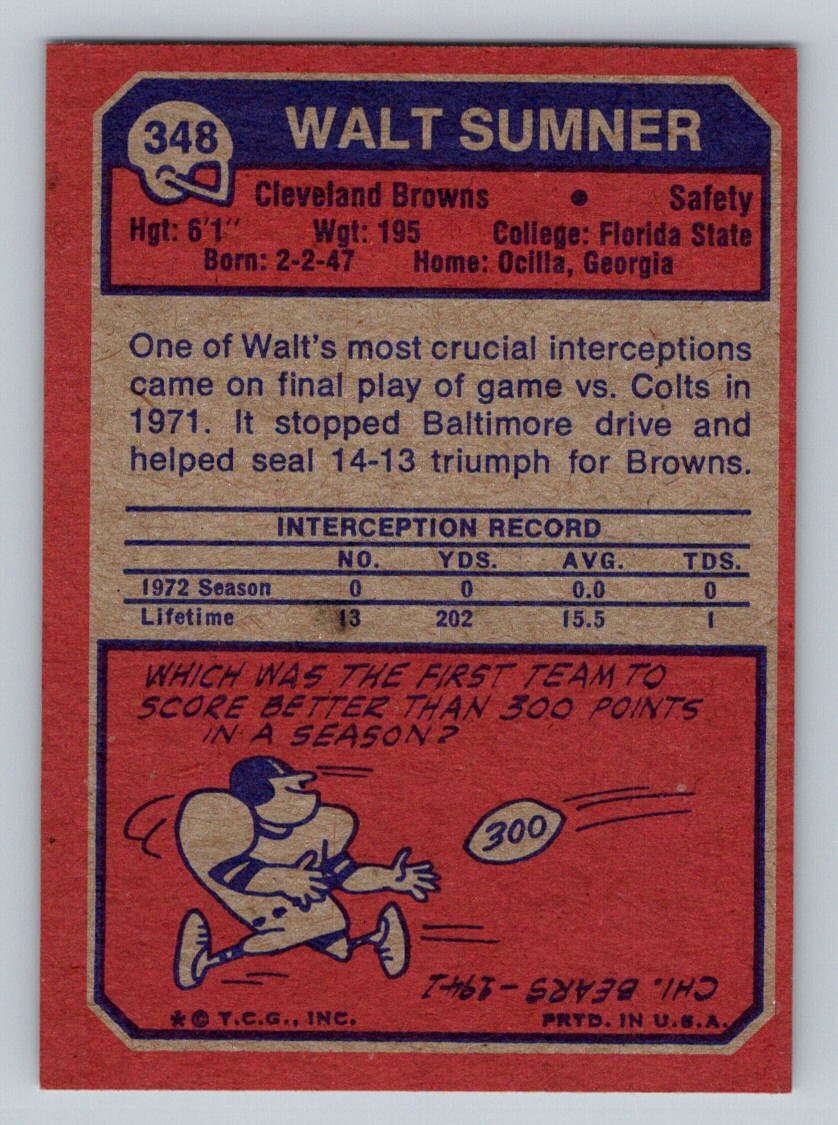 348
WALT SUMNER
Cleveland Browns • Safety
Hgt: 6'1" Wgt: 195 College: Florida State
Born: 2-2-47 Home: Ocilla, Georgia
One of Walt's most crucial interceptions
came on final play of game vs. Colts in
1971. It stopped Baltimore drive and
helped seal 14-13 triumph for Browns.
INTERCEPTION RECORD
NO. YDS. AVG. TDS.
1972 Season 0 0 0.0 0
Lifetime 13 202 15.5 1
WHICH WAS THE FIRST TEAM TO
SCORE BETTER THAN 300 POINTS
IN A SEASON?
300
CHI. BEARS - 1941
* © T.C.G., INC. PRTD. IN U.S.A.